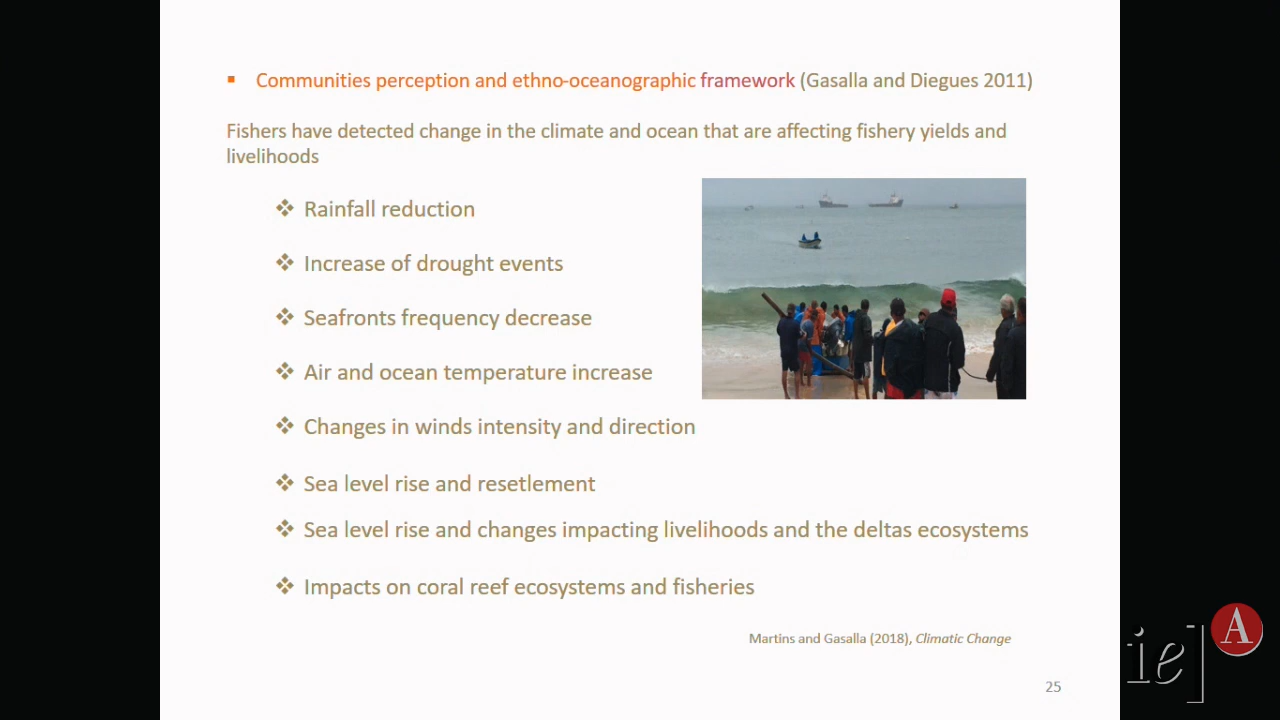 Communities perception and ethno-oceanographic framework (Gasalla and Diegues 2011)
Fishers have detected change in the climate and ocean that are affecting fishery yields and
livelihoods
Rainfall reduction
Increase of drought events
Seafronts frequency decrease
Air and ocean temperature increase
Changes in winds intensity and direction
Sea level rise and resetlement
Sea level rise and changes impacting livelihoods and the deltas ecosystems
Impacts on coral reef ecosystems and fisheries
Martins and Gasalla (2018), Climatic Change
25
ie] A